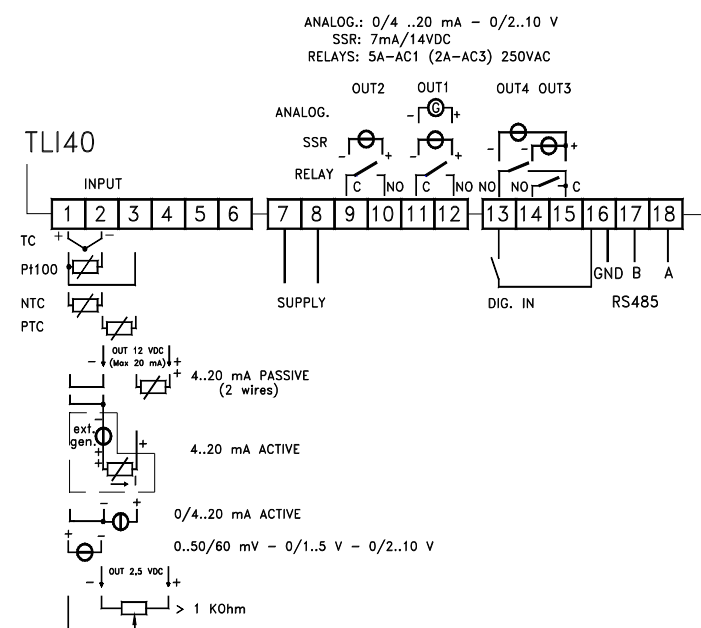 ANALOG.: 0/4 ..20 mA - 0/2..10 V
SSR: 7mA/14VDC
RELAYS: 5A-AC1 (2A-AC3) 250VAC
OUT2 OUT1 OUT4 OUT3
ANALOG. - G +
SSR - + - + - - +
TLI40
RELAY
INPUT C NO C NO NO NO C
1 2 3 4 5 6 7 8 9 10 11 12 13 14 15 16 17 18
TC + -
Pt100
GND B A
NTC
SUPPLY DIG. IN RS485
PTC
OUT 12 VDC
- (Max 20 mA) +
+ 4..20 mA PASSIVE
(2 wires)
-
ext.
gen. +
4..20 mA ACTIVE
+
+
I
- +
0/4..20 mA ACTIVE
+ - 0..50/60 mV - 0/1..5 V - 0/2..10 V
- OUT 2,5 VDC +
> 1 KOhm